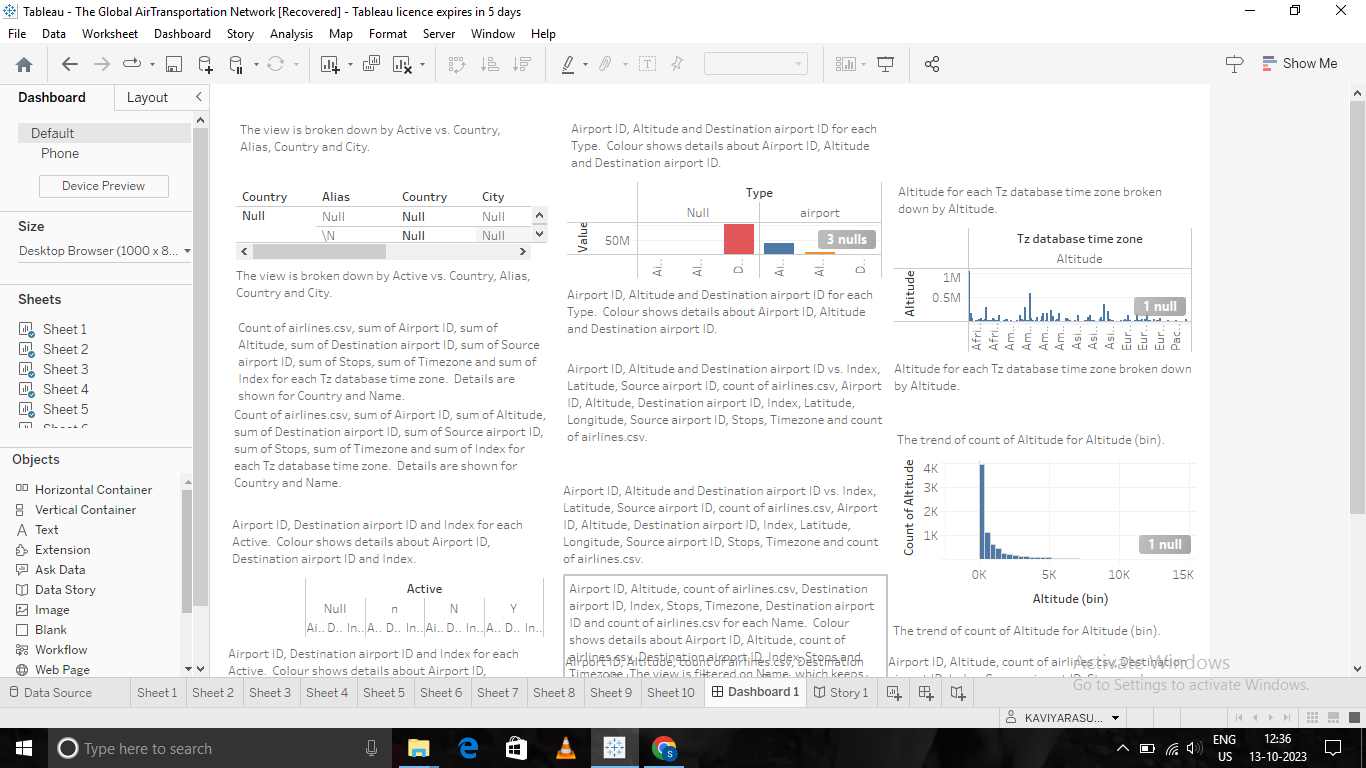 Tableau - The Global AirTransportation Network [Recovered] - Tableau licence expires in 5 days
File Data Worksheet Dashboard Story Analysis Map Format Server Window Help
Show Me
Dashboard Layout
Default
Phone
Device Preview
Size
Desktop Browser (1000 x 8...
Sheets
Sheet 1
Sheet 2
Sheet 3
Sheet 4
Sheet 5
Objects
Horizontal Container
Vertical Container
Text
Extension
Ask Data
Data Story
Image
Blank
Workflow
Web Page
The view is broken down by Active vs. Country,
Alias, Country and City.
Country Alias Country City
Null Null Null Null
\N Null Null
The view is broken down by Active vs. Country, Alias,
Country and City.
Count of airlines.csv, sum of Airport ID, sum of
Altitude, sum of Destination airport ID, sum of Source
airport ID, sum of Stops, sum of Timezone and sum of
Index for each Tz database time zone. Details are
shown for Country and Name.
Count of airlines.csv, sum of Airport ID, sum of Altitude,
sum of Destination airport ID, sum of Source airport ID,
sum of Stops, sum of Timezone and sum of Index for
each Tz database time zone. Details are shown for
Country and Name.
Airport ID, Destination airport ID and Index for each
Active. Colour shows details about Airport ID,
Destination airport ID and Index.
Active
Null n N Y
Ai.. D.. In.. A.. D.. In.. Ai.. D.. In.. A.. D.. In..
Airport ID, Destination airport ID and Index for each
Active. Colour shows details about Airport ID,
Airport ID, Altitude and Destination airport ID for each
Type. Colour shows details about Airport ID, Altitude
and Destination airport ID.
Type
Null airport
Value
50M
3 nulls
Ai.. Al.. D.. Ai.. Al.. D..
Airport ID, Altitude and Destination airport ID for each
Type. Colour shows details about Airport ID, Altitude
and Destination airport ID.
Airport ID, Altitude and Destination airport ID vs. Index,
Latitude, Source airport ID, count of airlines.csv, Airport
ID, Altitude, Destination airport ID, Index, Latitude,
Longitude, Source airport ID, Stops, Timezone and count
of airlines.csv.
Airport ID, Altitude and Destination airport ID vs. Index,
Latitude, Source airport ID, count of airlines.csv, Airport
ID, Altitude, Destination airport ID, Index, Latitude,
Longitude, Source airport ID, Stops, Timezone and count
of airlines.csv.
Airport ID, Altitude, count of airlines.csv, Destination
airport ID, Index, Stops, Timezone, Destination airport
ID and count of airlines.csv for each Name. Colour
shows details about Airport ID, Altitude, count of
airlines.csv, Destination airport ID, Index, Stops and
Airport ID, Altitude, count of airlines.csv, Destination
Timezone. The view is filtered on Name, which keeps
Altitude for each Tz database time zone broken
down by Altitude.
Tz database time zone
Altitude
Altitude
1M
0.5M
1 null
Afri.. Afri.. Am.. Am.. Am.. Am.. Asi.. Asi.. Asi.. Eur.. Eur.. Eur.. Pac..
Altitude for each Tz database time zone broken down
by Altitude.
The trend of count of Altitude for Altitude (bin).
Count of Altitude
4K
3K
2K
1K
1 null
0K 5K 10K 15K
Altitude (bin)
The trend of count of Altitude for Altitude (bin).
Airport ID, Altitude, count of airlines.csv, Destination
Activate Windows
Go to Settings to activate Windows.
Data Source Sheet 1 Sheet 2 Sheet 3 Sheet 4 Sheet 5 Sheet 6 Sheet 7 Sheet 8 Sheet 9 Sheet 10 Dashboard 1 Story 1
KAVIYARASU...
Type here to search
S
ENG
US
12:36
13-10-2023